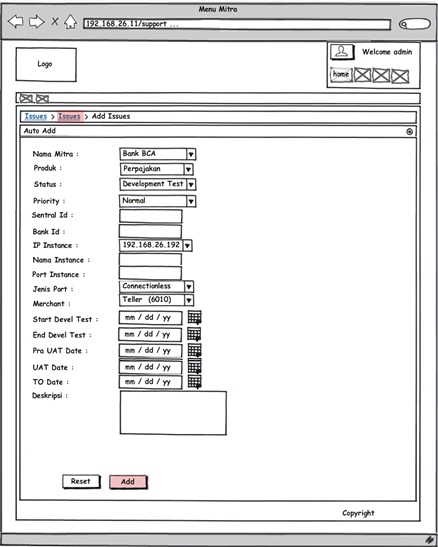 Menu Mitra
192.168.26.11/support ...
Welcome admin
Logo
home
Issues > Issues > Add Issues
Auto Add
Nama Mitra : Bank BCA
Produk : Perpajakan
Status : Development Test
Priority : Normal
Sentral Id :
Bank Id :
IP Instance : 192.168.26.192
Nama Instance :
Port Instance :
Jenis Port : Connectionless
Merchant : Teller (6010)
Start Devel Test : mm / dd / yy
End Devel Test : mm / dd / yy
Pra UAT Date : mm / dd / yy
UAT Date : mm / dd / yy
TO Date : mm / dd / yy
Deskripsi :
Reset Add
Copyright